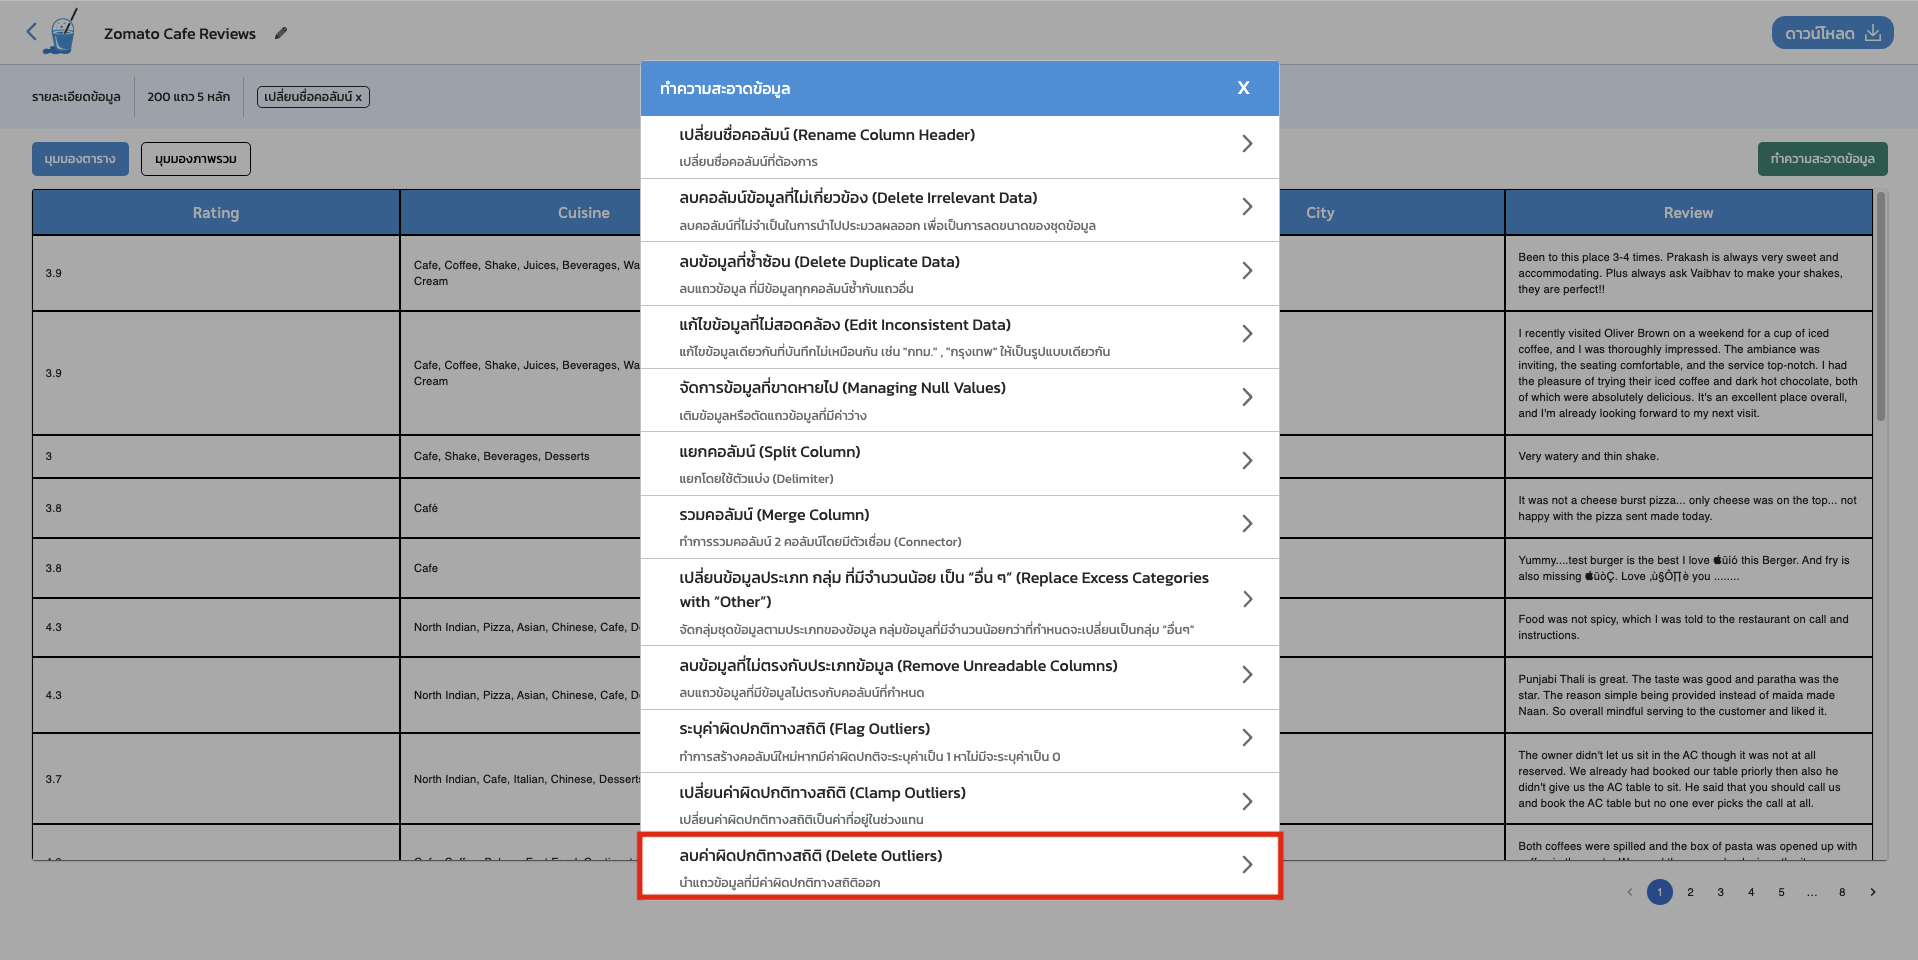 Zomato Cafe Reviews
ดาวน์โหลด
รายละเอียดข้อมูล
200 แถว 5 หลัก
เปลี่ยนชื่อคอลัมน์ x
มุมมองตาราง
มุมมองภาพรวม
ทำความสะอาดข้อมูล
ทำความสะอาดข้อมูล
X
เปลี่ยนชื่อคอลัมน์ (Rename Column Header)
เปลี่ยนชื่อคอลัมน์ที่ต้องการ
ลบคอลัมน์ข้อมูลที่ไม่เกี่ยวข้อง (Delete Irrelevant Data)
ลบคอลัมน์ที่ไม่จำเป็นในการนำไปประมวลผลออก เพื่อเป็นการลดขนาดของชุดข้อมูล
ลบข้อมูลที่ซ้ำซ้อน (Delete Duplicate Data)
ลบแถวข้อมูล ที่มีข้อมูลทุกคอลัมน์ซ้ำกับแถวอื่น
แก้ไขข้อมูลที่ไม่สอดคล้อง (Edit Inconsistent Data)
แก้ไขข้อมูลเดียวกันที่บันทึกไม่เหมือนกัน เช่น "กทม." , "กรุงเทพ" ให้เป็นรูปแบบเดียวกัน
จัดการข้อมูลที่ขาดหายไป (Managing Null Values)
เติมข้อมูลหรือตัดแถวข้อมูลที่มีค่าว่าง
แยกคอลัมน์ (Split Column)
แยกโดยใช้ตัวแบ่ง (Delimiter)
รวมคอลัมน์ (Merge Column)
ทำการรวมคอลัมน์ 2 คอลัมน์โดยมีตัวเชื่อม (Connector)
เปลี่ยนข้อมูลประเภท กลุ่ม ที่มีจำนวนน้อย เป็น “อื่น ๆ” (Replace Excess Categories
with “Other”)
จัดกลุ่มชุดข้อมูลตามประเภทของข้อมูล กลุ่มข้อมูลที่มีจำนวนน้อยกว่าที่กำหนดจะเปลี่ยนเป็นกลุ่ม “อื่นๆ”
ลบข้อมูลที่ไม่ตรงกับประเภทข้อมูล (Remove Unreadable Columns)
ลบแถวข้อมูลที่มีข้อมูลไม่ตรงกับคอลัมน์ที่กำหนด
ระบุค่าผิดปกติทางสถิติ (Flag Outliers)
ทำการสร้างคอลัมน์ใหม่หากมีค่าผิดปกติจะระบุค่าเป็น 1 หาไม่มีจะระบุค่าเป็น 0
เปลี่ยนค่าผิดปกติทางสถิติ (Clamp Outliers)
เปลี่ยนค่าผิดปกติทางสถิติเป็นค่าที่อยู่ในช่วงแทน
ลบค่าผิดปกติทางสถิติ (Delete Outliers)
นำแถวข้อมูลที่มีค่าผิดปกติทางสถิติออก
Rating
Cuisine
City
Review
3.9
Cafe, Coffee, Shake, Juices, Beverages, Wa
Cream
Been to this place 3-4 times. Prakash is always very sweet and
accommodating. Plus always ask Vaibhav to make your shakes,
they are perfect!!
3.9
Cafe, Coffee, Shake, Juices, Beverages, Wa
Cream
I recently visited Oliver Brown on a weekend for a cup of iced
coffee, and I was thoroughly impressed. The ambiance was
inviting, the seating comfortable, and the service top-notch. I had
the pleasure of trying their iced coffee and dark hot chocolate, both
of which were absolutely delicious. It's an excellent place overall,
and I'm already looking forward to my next visit.
3
Cafe, Shake, Beverages, Desserts
Very watery and thin shake.
3.8
Café
It was not a cheese burst pizza... only cheese was on the top... not
happy with the pizza sent made today.
3.8
Cafe
Yummy....test burger is the best I love ūíó this Berger. And fry is
also missing ūòÇ. Love ,ù§Ô∏è you ........
4.3
North Indian, Pizza, Asian, Chinese, Cafe, D
Food was not spicy, which I was told to the restaurant on call and
instructions.
4.3
North Indian, Pizza, Asian, Chinese, Cafe, D
Punjabi Thali is great. The taste was good and paratha was the
star. The reason simple being provided instead of maida made
Naan. So overall mindful serving to the customer and liked it.
3.7
North Indian, Cafe, Italian, Chinese, Dessert
The owner didn't let us sit in the AC though it was not at all
reserved. We already had booked our table priorly then also he
didn't give us the AC table to sit. He said that you should call us
and book the AC table but no one ever picks the call at all.
Both coffees were spilled and the box of pasta was opened up with
< 1 2 3 4 5 ... 8 >